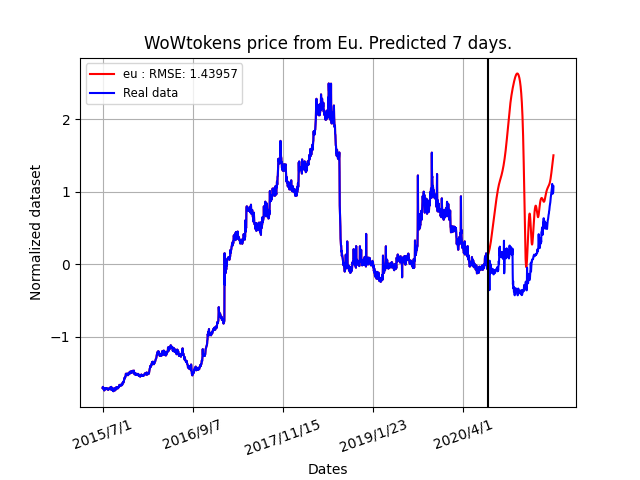 WoWtokens price from Eu. Predicted 7 days.
eu : RMSE: 1.43957
Real data
Normalized dataset
2
1
0
−1
2015/7/1
2016/9/7
2017/11/15
2019/1/23
2020/4/1
Dates